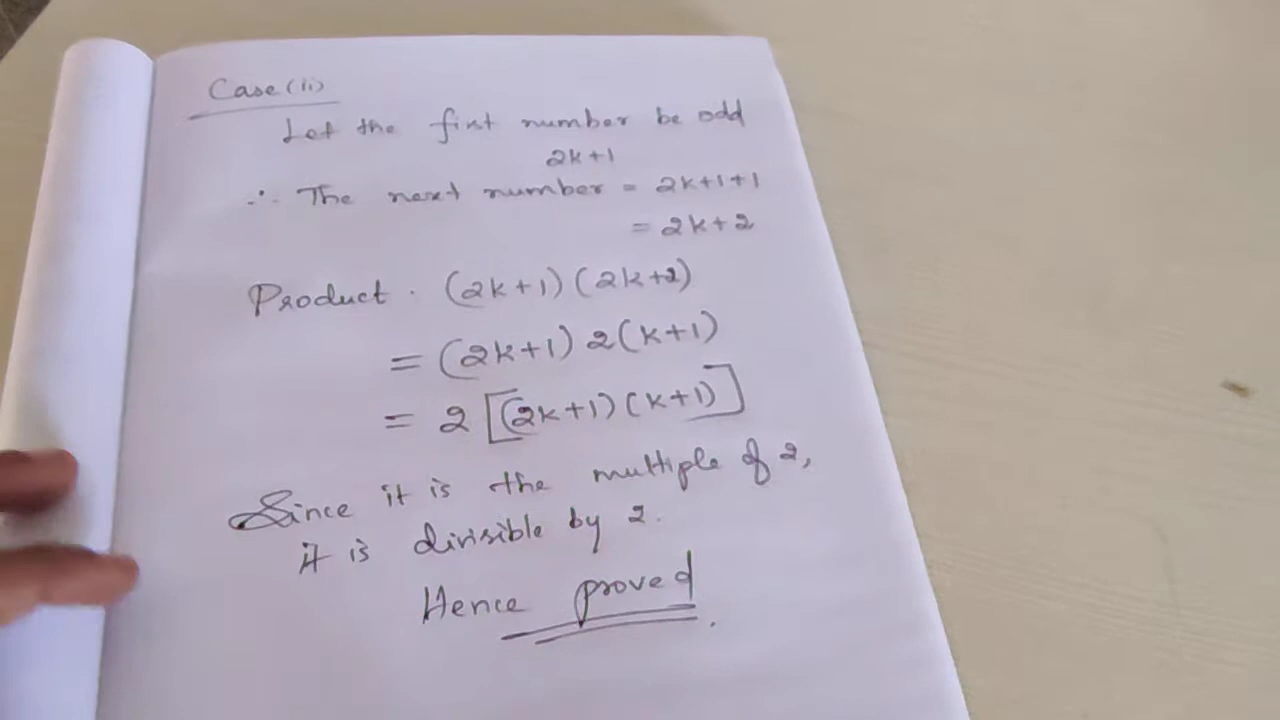 Case (ii)
Let the first number be odd
2k+1
∴ The next number = 2k+1+1
= 2k+2
Product. (2k+1)(2k+2)
= (2k+1) 2(k+1)
= 2 [(2k+1)(k+1)]
Since it is the multiple of 2,
it is divisible by 2.
Hence proved.